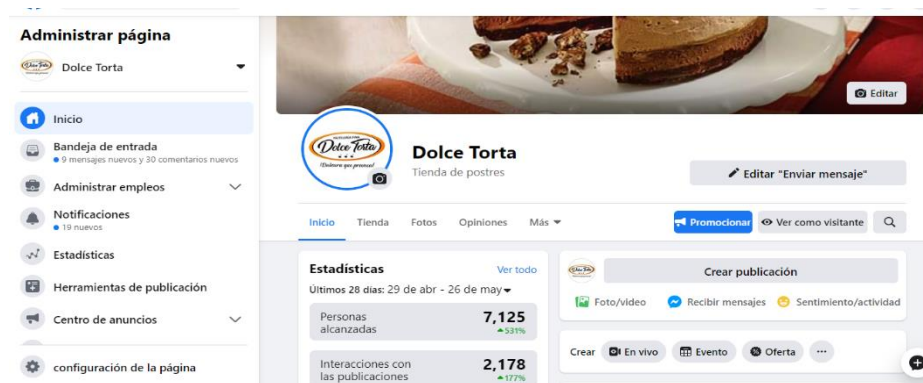 Administrar página
Dolce Torta
Inicio
Bandeja de entrada
9 mensajes nuevos y 30 comentarios nuevos
Administrar empleos
Notificaciones
19 nuevos
Estadísticas
Herramientas de publicación
Centro de anuncios
configuración de la página
Editar
Dolce Torta
Dolce Torta
Tienda de postres
Editar "Enviar mensaje"
Inicio Tienda Fotos Opiniones Más
Promocionar Ver como visitante
Estadísticas Ver todo
Últimos 28 días: 29 de abr - 26 de may
Personas alcanzadas 7,125
531%
Interacciones con las publicaciones 2,178
177%
Crear publicación
Foto/video Recibir mensajes Sentimiento/actividad
Crear En vivo Evento Oferta ...